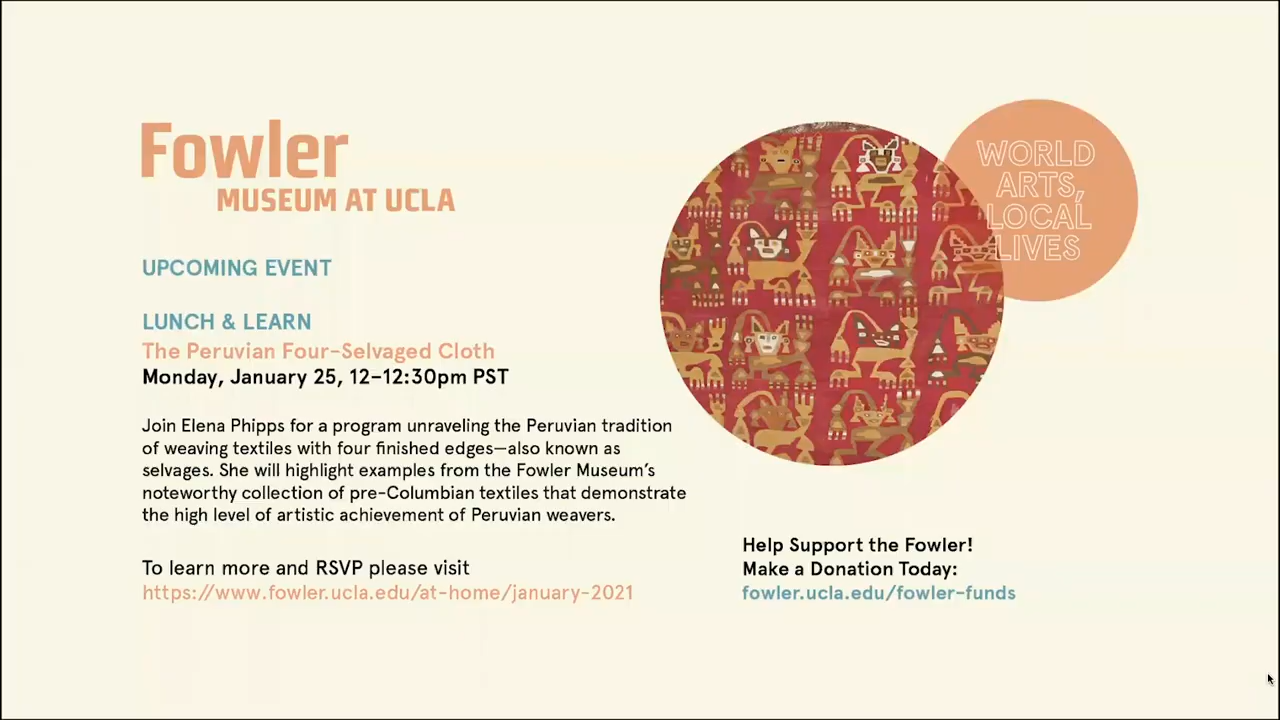 Fowler
MUSEUM AT UCLA
UPCOMING EVENT
LUNCH & LEARN
The Peruvian Four-Selvaged Cloth
Monday, January 25, 12–12:30pm PST
Join Elena Phipps for a program unraveling the Peruvian tradition
of weaving textiles with four finished edges—also known as
selvages. She will highlight examples from the Fowler Museum's
noteworthy collection of pre-Columbian textiles that demonstrate
the high level of artistic achievement of Peruvian weavers.
To learn more and RSVP please visit
https://www.fowler.ucla.edu/at-home/january-2021
WORLD
ARTS,
LOCAL
LIVES
Help Support the Fowler!
Make a Donation Today:
fowler.ucla.edu/fowler-funds